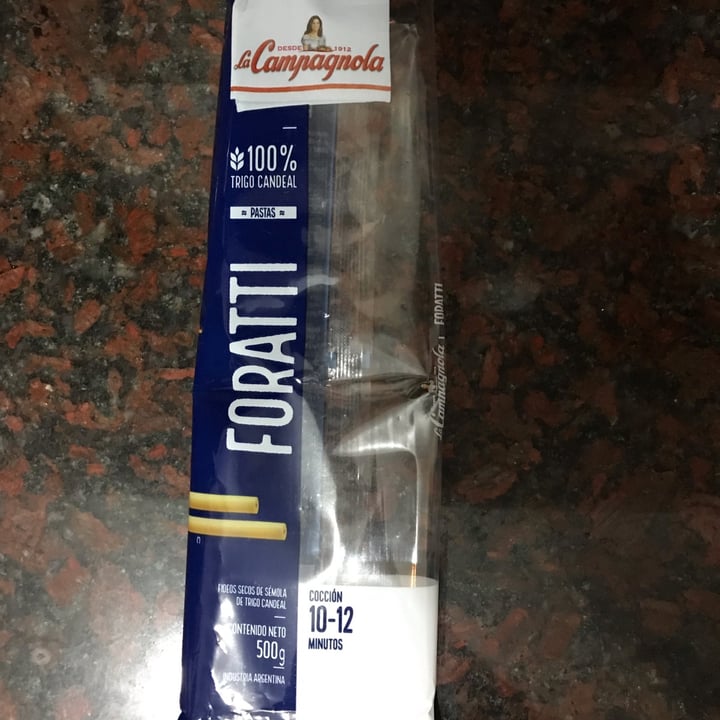 DESDE 1912
La Campagnola
100%
TRIGO CANDEAL
PASTAS
FORATTI
FIDEOS SECOS DE SÉMOLA
DE TRIGO CANDEAL
CONTENIDO NETO
500g
INDUSTRIA ARGENTINA
COCCIÓN
10-12
MINUTOS
La Campagnola | FORATTI